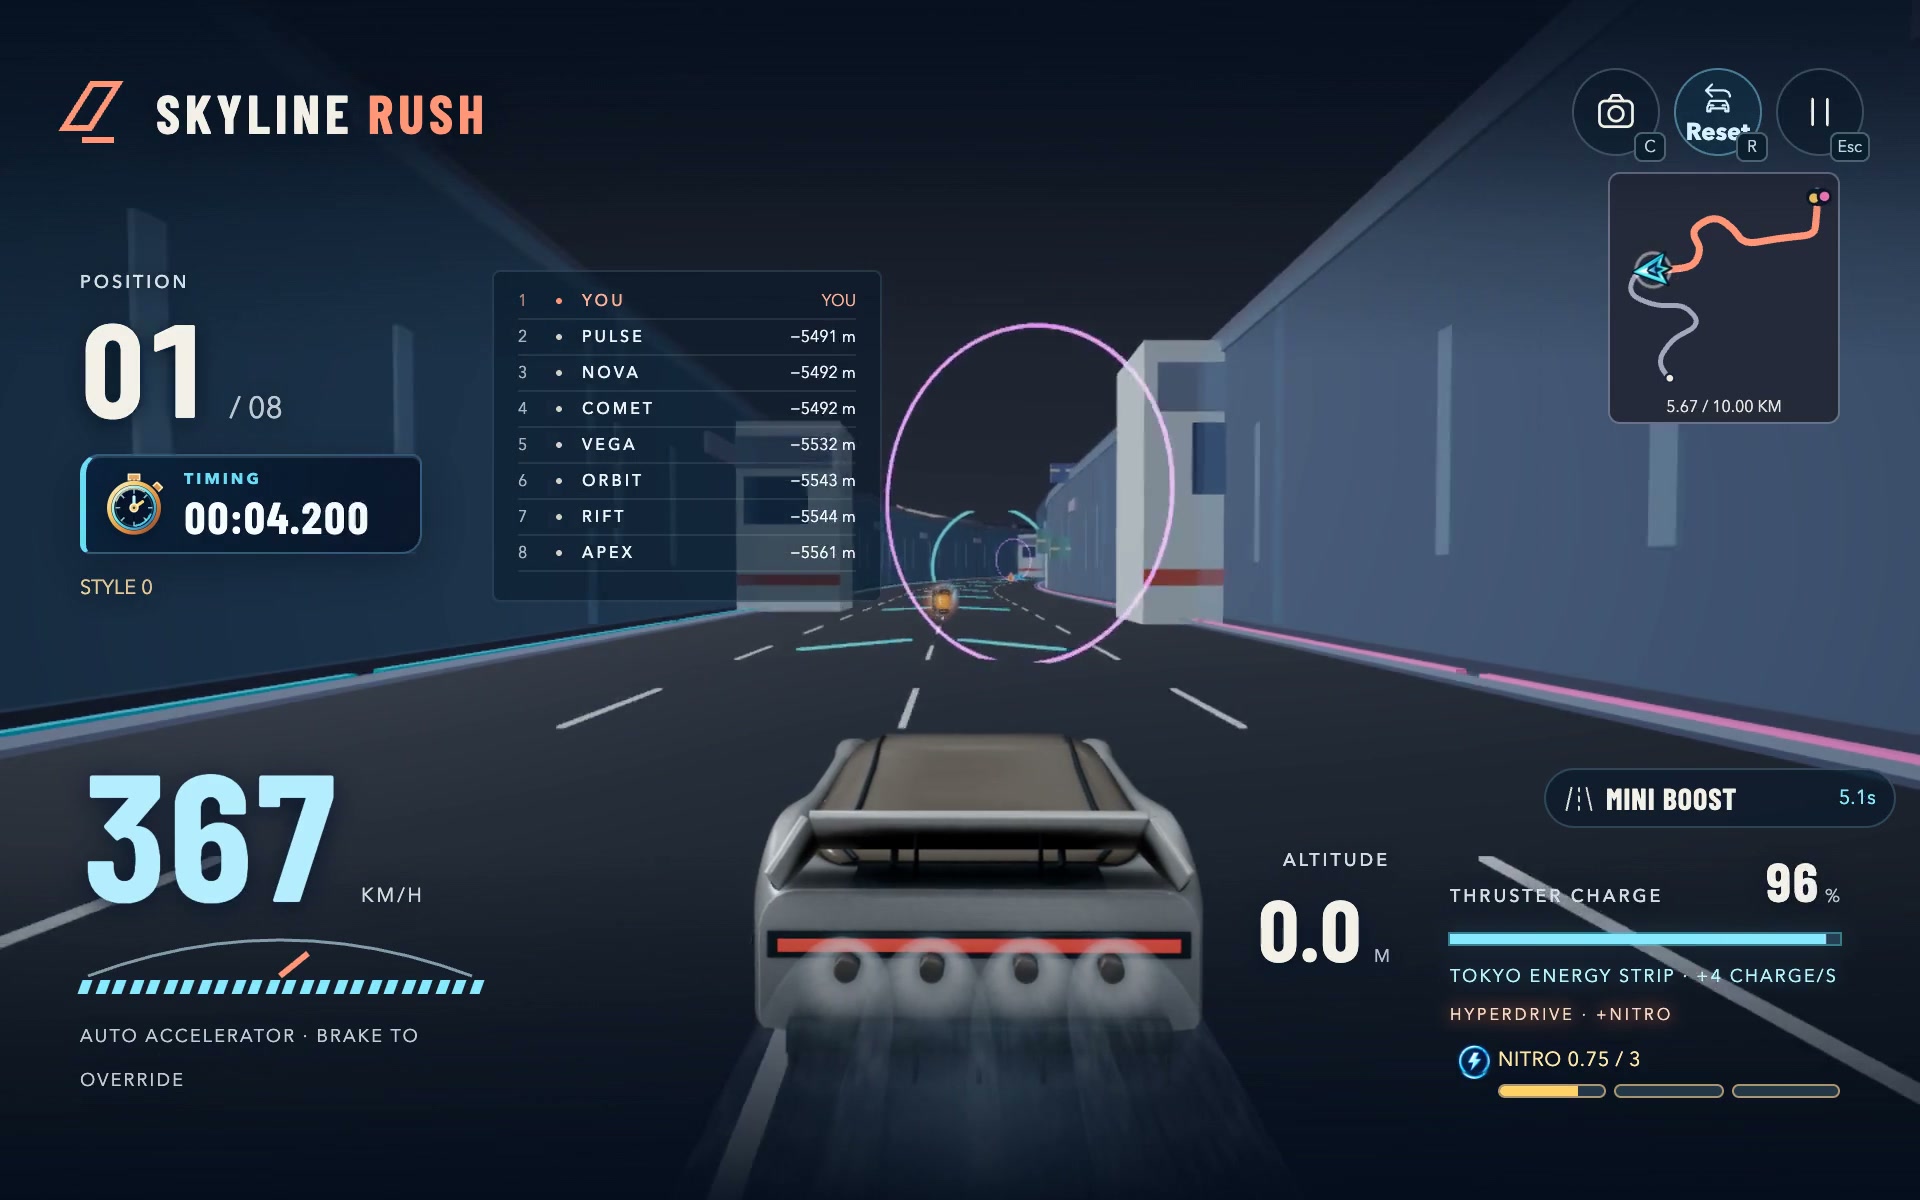 SKYLINE RUSH
C
Reset
R
Esc
POSITION
01 / 08
TIMING
00:04.200
STYLE 0
1 • YOU YOU
2 • PULSE −5491 m
3 • NOVA −5492 m
4 • COMET −5492 m
5 • VEGA −5532 m
6 • ORBIT −5543 m
7 • RIFT −5544 m
8 • APEX −5561 m
5.67 / 10.00 KM
367 KM/H
AUTO ACCELERATOR · BRAKE TO
OVERRIDE
MINI BOOST 5.1s
ALTITUDE
0.0 M
THRUSTER CHARGE 96 %
TOKYO ENERGY STRIP · +4 CHARGE/S
HYPERDRIVE · +NITRO
NITRO 0.75 / 3